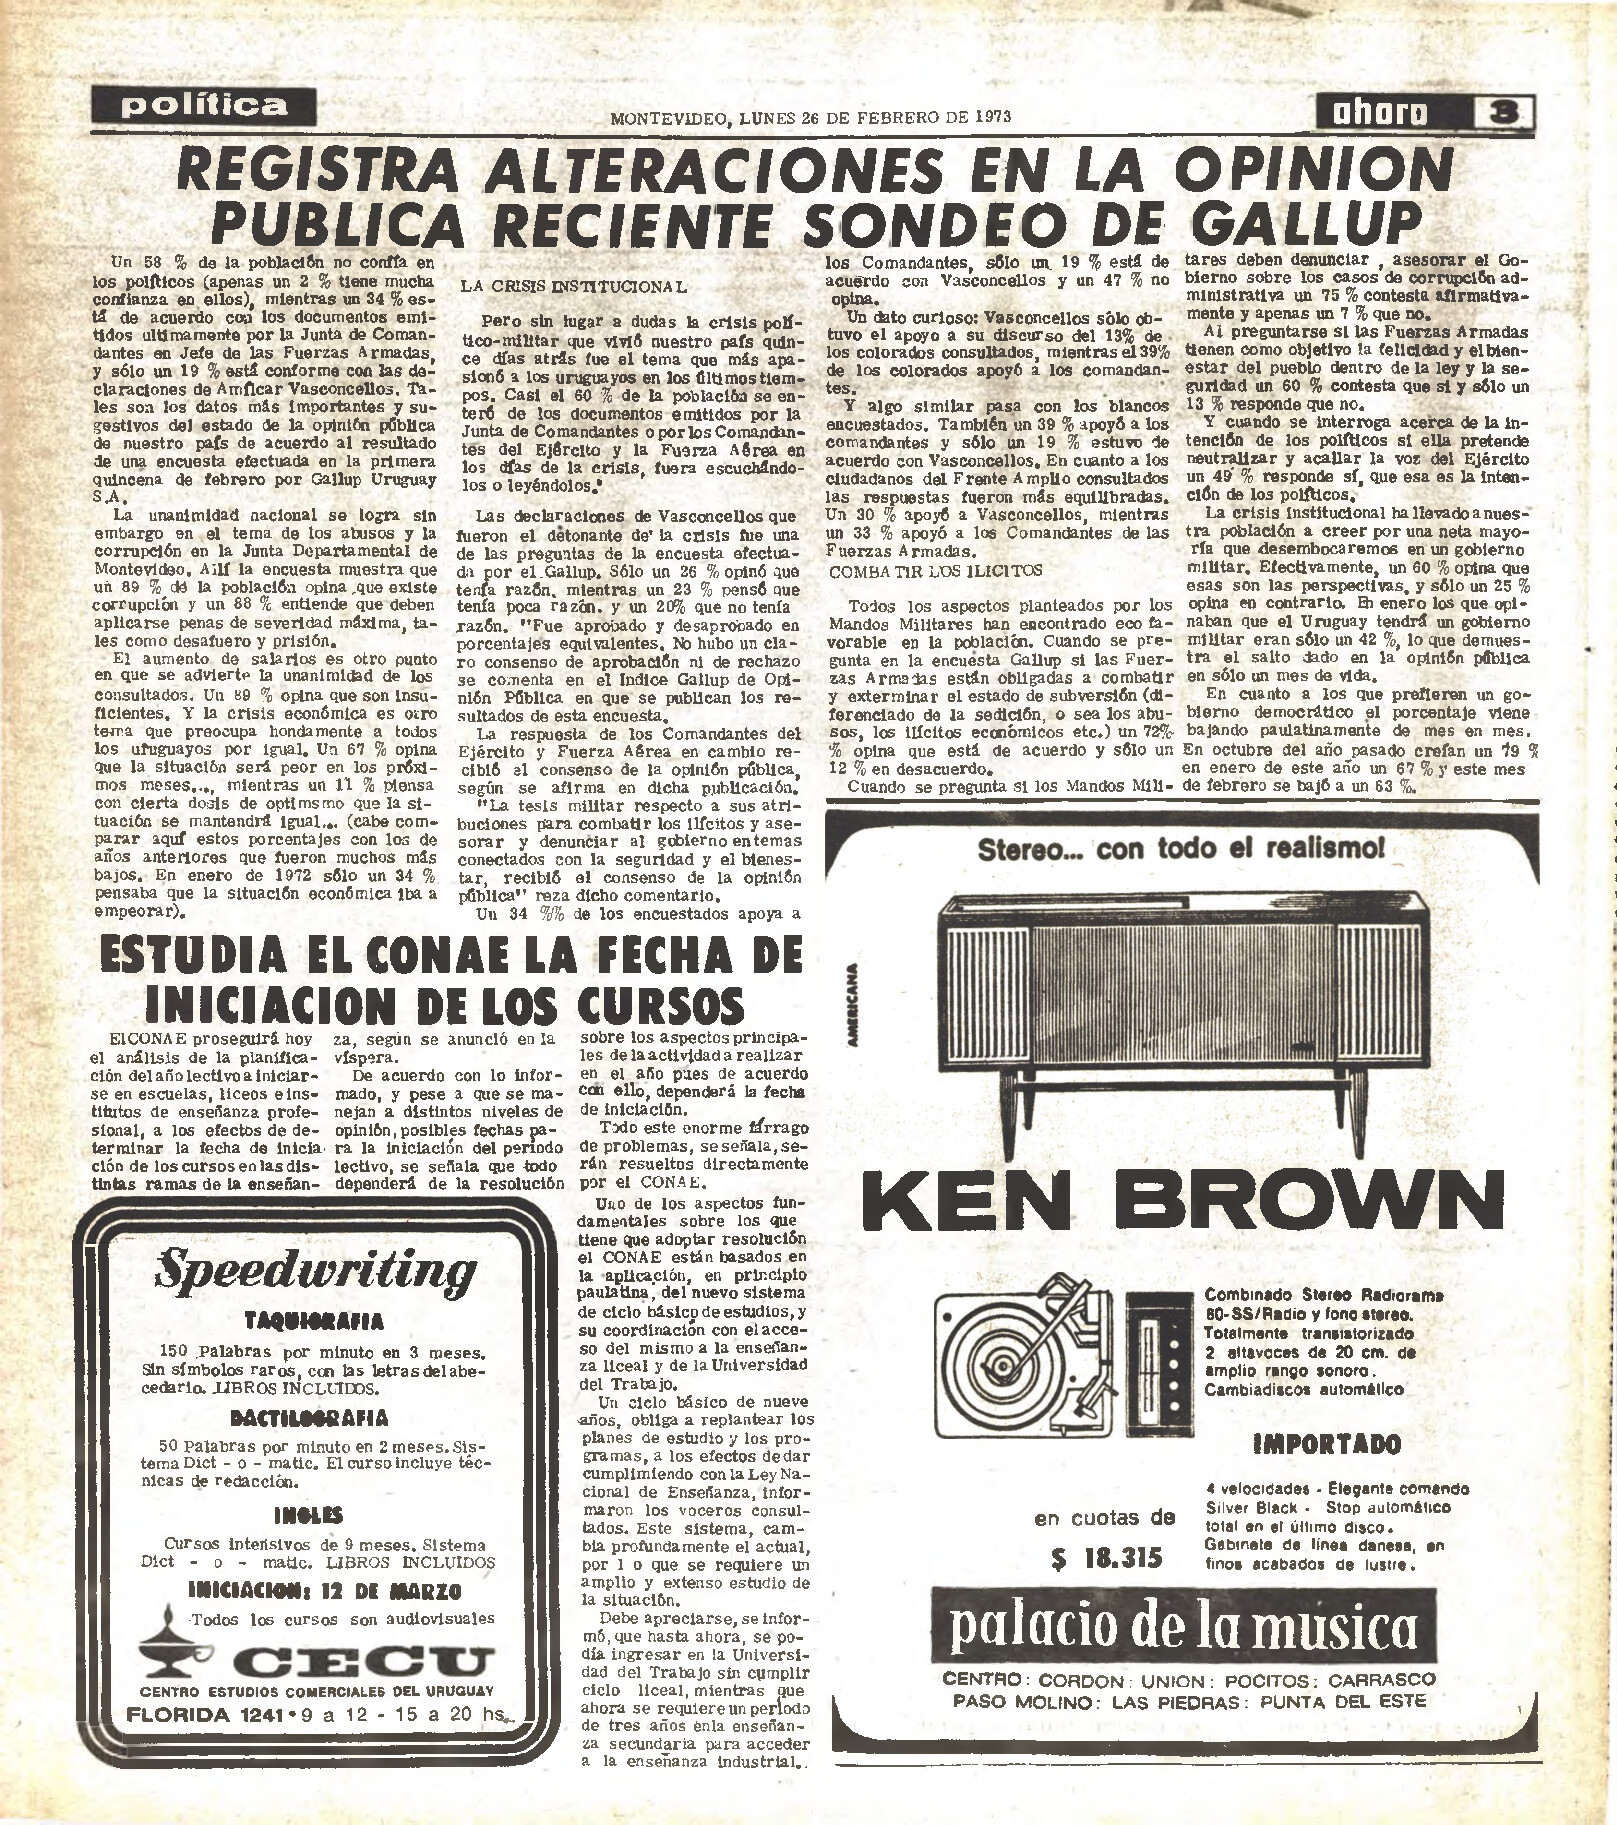 política
MONTEVIDEO, LUNES 26 DE FEBRERO DE 1973
ahora 3
REGISTRA ALTERACIONES EN LA OPINION
PUBLICA RECIENTE SONDEO DE GALLUP
Un 58 % de la población no confía en
los políticos (apenas un 2 % tiene mucha
confianza en ellos), mientras un 34 % es-
tá de acuerdo con los documentos emi-
tidos ultimamente por la Junta de Coman-
dantes en Jefe de las Fuerzas Armadas,
y sólo un 19 % está conforme con las de-
claraciones de Amílcar Vasconcellos. Ta-
les son los datos más importantes y su-
gestivos del estado de la opinión pública
de nuestro país de acuerdo al resultado
de una encuesta efectuada en la primera
quincena de febrero por Gallup Uruguay
S.A.
La unanimidad nacional se logra sin
embargo en el tema de los abusos y la
corrupción en la Junta Departamental de
Montevideo. Allí la encuesta muestra que
un 89 % de la población opina que existe
corrupción y un 88 % entiende que deben
aplicarse penas de severidad máxima, ta-
les como desafuero y prisión.
El aumento de salarios es otro punto
en que se advierte la unanimidad de los
consultados. Un 89 % opina que son insu-
ficientes. Y la crisis económica es otro
tema que preocupa hondamente a todos
los uruguayos por igual. Un 67 % opina
que la situación será peor en los próxi-
mos meses..., mientras un 11 % piensa
con cierta dosis de optimsmo que la si-
tuación se mantendrá igual... (cabe com-
parar aquí estos porcentajes con los de
años anteriores que fueron muchos más
bajos. En enero de 1972 sólo un 34 %
pensaba que la situación económica iba a
empeorar).
LA CRISIS INSTITUCIONAL
Pero sin lugar a dudas la crisis polí-
tico-militar que vivió nuestro país quin-
ce días atrás fue el tema que más apa-
sionó a los uruguayos en los últimos tiem-
pos. Casi el 60 % de la población se en-
teró de los documentos emitidos por la
Junta de Comandantes o por los Comandan-
tes del Ejército y la Fuerza Aérea en
los días de la crisis, fuera escuchándo-
los o leyéndolos.
Las declaraciones de Vasconcellos que
fueron el detonante de la crisis fue una
de las preguntas de la encuesta efectua-
da por el Gallup. Sólo un 26 % opinó que
tenía razón, mientras un 23 % pensó que
tenía poca razón. y un 20% que no tenía
razón. "Fue aprobado y desaprobado en
porcentajes equivalentes. No hubo un cla-
ro consenso de aprobación ni de rechazo
se comenta en el Indice Gallup de Opi-
nión Pública en que se publican los re-
sultados de esta encuesta.
La respuesta de los Comandantes del
Ejército y Fuerza Aérea en cambio re-
cibió el consenso de la opinión pública,
según se afirma en dicha publicación.
"La tesis militar respecto a sus atri-
buciones para combatir los ilícitos y ase-
sorar y denunciar al gobierno en temas
conectados con la seguridad y el bienes-
tar, recibió el consenso de la opinión
pública" reza dicho comentario.
Un 34 %% de los encuestados apoya a
los Comandantes, sólo un 19 % está de
acuerdo con Vasconcellos y un 47 % no
opina.
Un dato curioso: Vasconcellos sólo ob-
tuvo el apoyo a su discurso del 13% de
los colorados consultados, mientras el 39%
de los colorados apoyó a los comandan-
tes.
Y algo similar pasa con los blancos
encuestados. También un 39 % apoyó a los
comandantes y sólo un 19 % estuvo de
acuerdo con Vasconcellos. En cuanto a los
ciudadanos del Frente Amplio consultados
las respuestas fueron más equilibradas.
Un 30 % apoyó a Vasconcellos, mientras
un 33 % apoyó a los Comandantes de las
Fuerzas Armadas.
COMBATIR LOS ILICITOS
Todos los aspectos planteados por los
Mandos Militares han encontrado eco fa-
vorable en la población. Cuando se pre-
gunta en la encuesta Gallup si las Fuer-
zas Armadas están obligadas a combatir
y exterminar el estado de subversión (di-
ferenciado de la sedición, o sea los abu-
sos, los ilícitos económicos etc.) un 72%
% opina que está de acuerdo y sólo un
12 % en desacuerdo.
Cuando se pregunta si los Mandos Mili-
tares deben denunciar , asesorar el Go-
bierno sobre los casos de corrupción ad-
ministrativa un 75 % contesta afirmativa-
mente y apenas un 7 % que no.
Al preguntarse si las Fuerzas Armadas
tienen como objetivo la felicidad y el bien-
estar del pueblo dentro de la ley y la se-
guridad un 60 % contesta que si y sólo un
13 % responde que no.
Y cuando se interroga acerca de la in-
tención de los políticos si ella pretende
neutralizar y acallar la voz del Ejército
un 49 % responde sí, que esa es la inten-
ción de los políticos.
La crisis institucional ha llevado a nues-
tra población a creer por una neta mayo-
ría que desembocaremos en un gobierno
militar. Efectivamente, un 60 % opina que
esas son las perspectivas, y sólo un 25 %
opina en contrario. En enero los que opi-
naban que el Uruguay tendrá un gobierno
militar eran sólo un 42 %, lo que demues-
tra el salto dado en la opinión pública
en sólo un mes de vida.
En cuanto a los que prefieren un go-
bierno democrático el porcentaje viene
bajando paulatinamente de mes en mes.
En octubre del año pasado creían un 79 %
en enero de este año un 67 % y este mes
de febrero se bajó a un 63 %.
ESTUDIA EL CONAE LA FECHA DE
INICIACION DE LOS CURSOS
El CONAE proseguirá hoy
el análisis de la planifica-
ción del año lectivo a iniciar-
se en escuelas, liceos e ins-
titutos de enseñanza profe-
sional, a los efectos de de-
terminar la fecha de inicia-
ción de los cursos en las dis-
tintas ramas de la enseñan-
za, según se anunció en la
víspera.
De acuerdo con lo infor-
mado, y pese a que se ma-
nejan a distintos niveles de
opinión, posibles fechas pa-
ra la iniciación del período
lectivo, se señala que todo
dependerá de la resolución
sobre los aspectos principa-
les de la actividad a realizar
en el año pues de acuerdo
con ello, dependerá la fecha
de iniciación.
Todo este enorme fárrago
de problemas, se señala, se-
rán resueltos directamente
por el CONAE.
Uno de los aspectos fun-
damentales sobre los que
tiene que adoptar resolución
el CONAE están basados en
la aplicación, en principio
paulatina, del nuevo sistema
de ciclo básico de estudios, y
su coordinación con el acce-
so del mismo a la enseñan-
za liceal y de la Universidad
del Trabajo.
Un ciclo básico de nueve
años, obliga a replantear los
planes de estudio y los pro-
gramas, a los efectos de dar
cumplimiendo con la Ley Na-
cional de Enseñanza, infor-
maron los voceros consul-
tados. Este sistema, cam-
bia profundamente el actual,
por l o que se requiere un
amplio y extenso estudio de
la situación.
Debe apreciarse, se infor-
mó, que hasta ahora, se po-
día ingresar en la Universi-
dad del Trabajo sin cumplir
ciclo liceal, mientras que
ahora se requiere un período
de tres años enla enseñan-
za secundaria para acceder
a la enseñanza industrial..
Speedwriting
TAQUIGRAFIA
150 Palabras por minuto en 3 meses.
Sin símbolos raros, con las letras del abe-
cedario. LIBROS INCLUIDOS.
DACTILOGRAFIA
50 Palabras por minuto en 2 meses. Sis-
tema Dict - o - matic. El curso incluye téc-
nicas de redacción.
INGLES
Cursos intensivos de 9 meses. Sistema
Dict - o - matic. LIBROS INCLUIDOS
INICIACION: 12 DE MARZO
Todos los cursos son audiovisuales
CECU
CENTRO ESTUDIOS COMERCIALES DEL URUGUAY
FLORIDA 1241 • 9 a 12 - 15 a 20 hs.
Stereo... con todo el realismo!
AMERICANA
KEN BROWN
Combinado Stereo Radiorama
60-SS/Radio y fono stereo.
Totalmente transistorizado
2 altavoces de 20 cm. de
amplio rango sonoro.
Cambiadiscos automático
IMPORTADO
4 velocidades - Elegante comando
Silver Black - Stop automático
total en el último disco.
Gabinete de línea danesa, en
finos acabados de lustre.
en cuotas de
$ 18.315
palacio de la música
CENTRO: CORDON: UNION: POCITOS: CARRASCO
PASO MOLINO: LAS PIEDRAS: PUNTA DEL ESTE